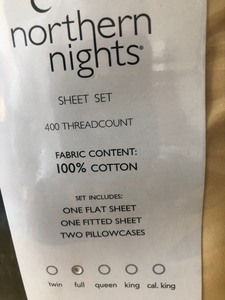 northern
nights®
SHEET SET
400 THREADCOUNT
FABRIC CONTENT:
100% COTTON
SET INCLUDES:
ONE FLAT SHEET
ONE FITTED SHEET
TWO PILLOWCASES
twin full queen king cal. king